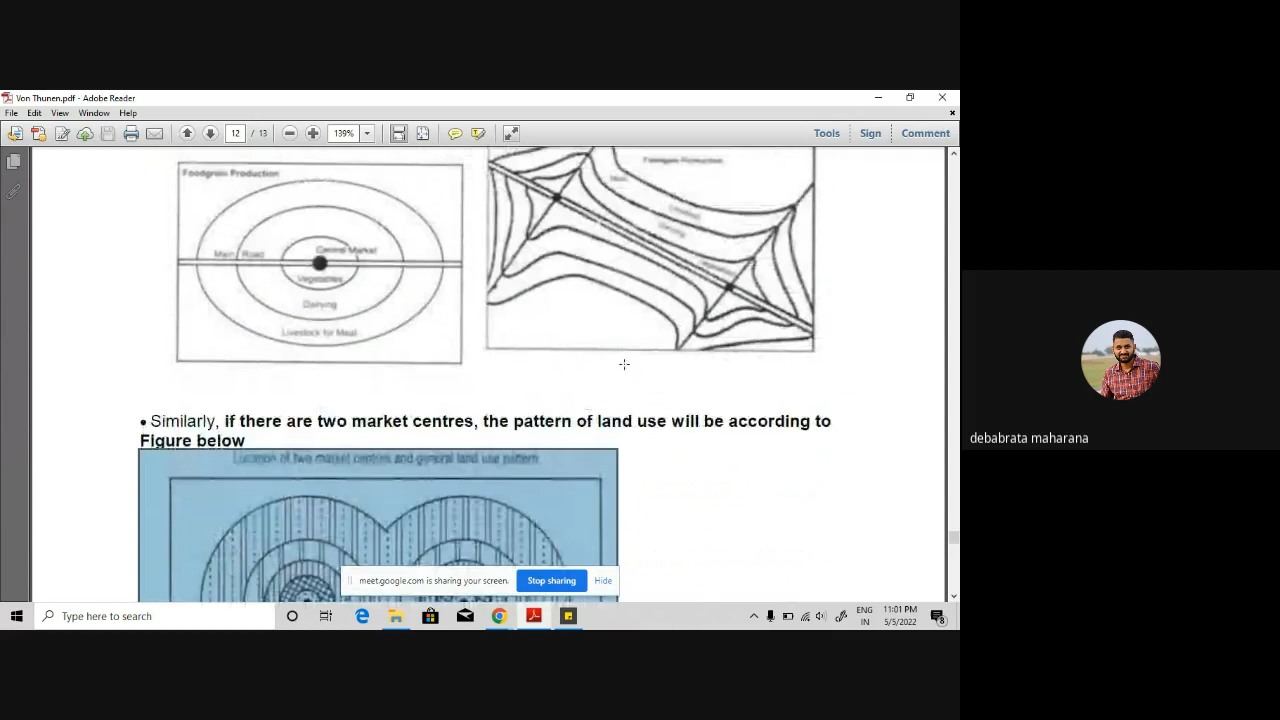 Von Thunen.pdf - Adobe Reader
File Edit View Window Help
12 / 13
139%
Tools Sign Comment
Foodgrain Production
Foodgrain Production
Meat
Livestock
Dairying
Main Road
Central Market
Vegetables
Dairying
Livestock for Meat
• Similarly, if there are two market centres, the pattern of land use will be according to
Figure below
Location of two market centres and general land use pattern
meet.google.com is sharing your screen.
Stop sharing
Hide
debabrata maharana
Type here to search
ENG
IN
11:01 PM
5/5/2022
8